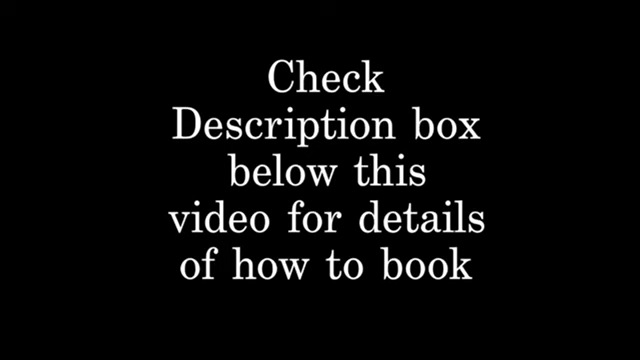 Check
Description box
below this
video for details
of how to book